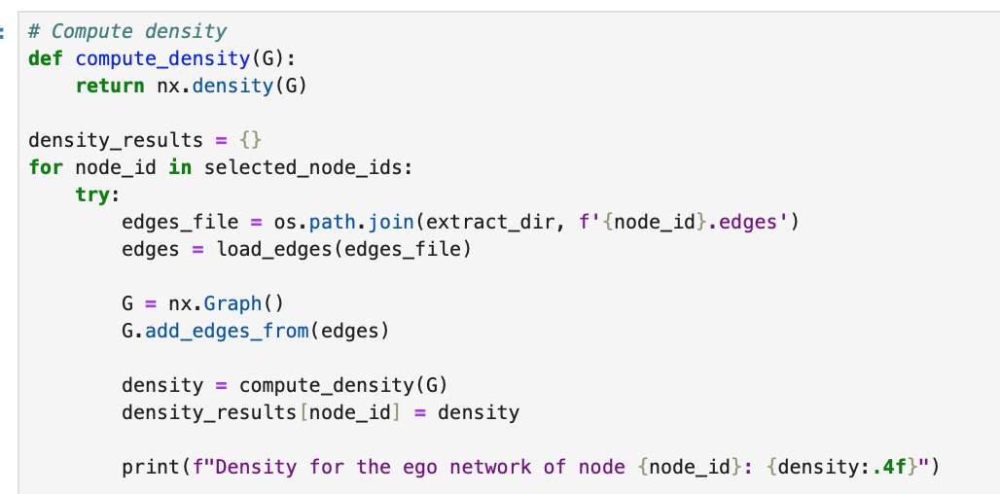 # Compute density
def compute_density(G):
    return nx.density(G)

density_results = {}
for node_id in selected_node_ids:
    try:
        edges_file = os.path.join(extract_dir, f'{node_id}.edges')
        edges = load_edges(edges_file)

        G = nx.Graph()
        G.add_edges_from(edges)

        density = compute_density(G)
        density_results[node_id] = density

        print(f"Density for the ego network of node {node_id}: {density:.4f}")